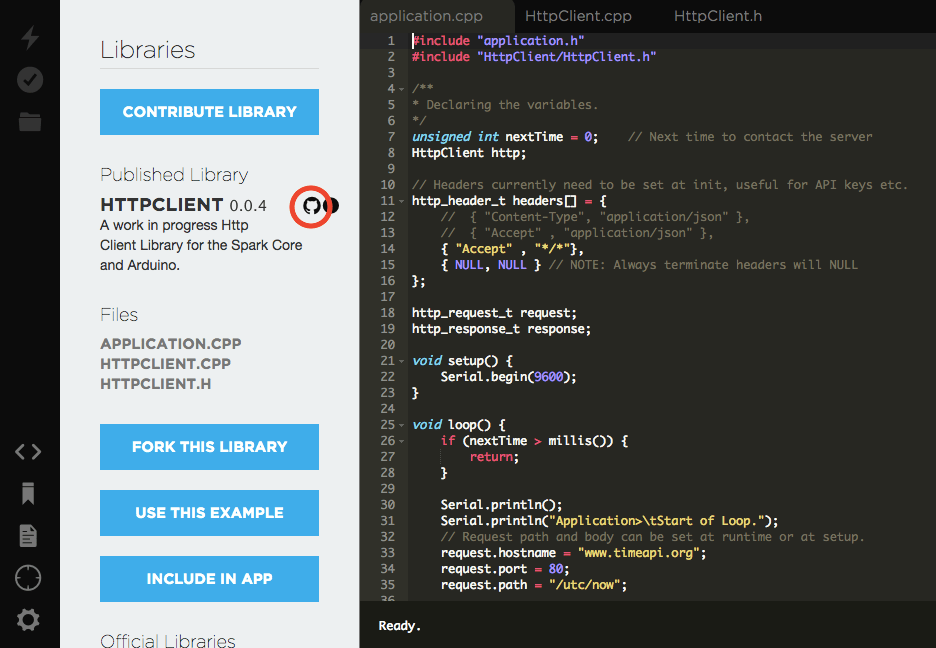 Libraries
CONTRIBUTE LIBRARY
Published Library
HTTPCLIENT 0.0.4
A work in progress Http
Client Library for the Spark Core
and Arduino.
Files
APPLICATION.CPP
HTTPCLIENT.CPP
HTTPCLIENT.H
FORK THIS LIBRARY
USE THIS EXAMPLE
INCLUDE IN APP
Official Libraries
application.cpp HttpClient.cpp HttpClient.h
1 #include "application.h"
2 #include "HttpClient/HttpClient.h"
3
4 /**
5 * Declaring the variables.
6 */
7 unsigned int nextTime = 0;    // Next time to contact the server
8 HttpClient http;
9
10 // Headers currently need to be set at init, useful for API keys etc.
11 http_header_t headers[] = {
12     //  { "Content-Type", "application/json" },
13     //  { "Accept" , "application/json" },
14     { "Accept" , "*/*"},
15     { NULL, NULL } // NOTE: Always terminate headers will NULL
16 };
17
18 http_request_t request;
19 http_response_t response;
20
21 void setup() {
22     Serial.begin(9600);
23 }
24
25 void loop() {
26     if (nextTime > millis()) {
27         return;
28     }
29
30     Serial.println();
31     Serial.println("Application>\tStart of Loop.");
32     // Request path and body can be set at runtime or at setup.
33     request.hostname = "www.timeapi.org";
34     request.port = 80;
35     request.path = "/utc/now";
36
Ready.